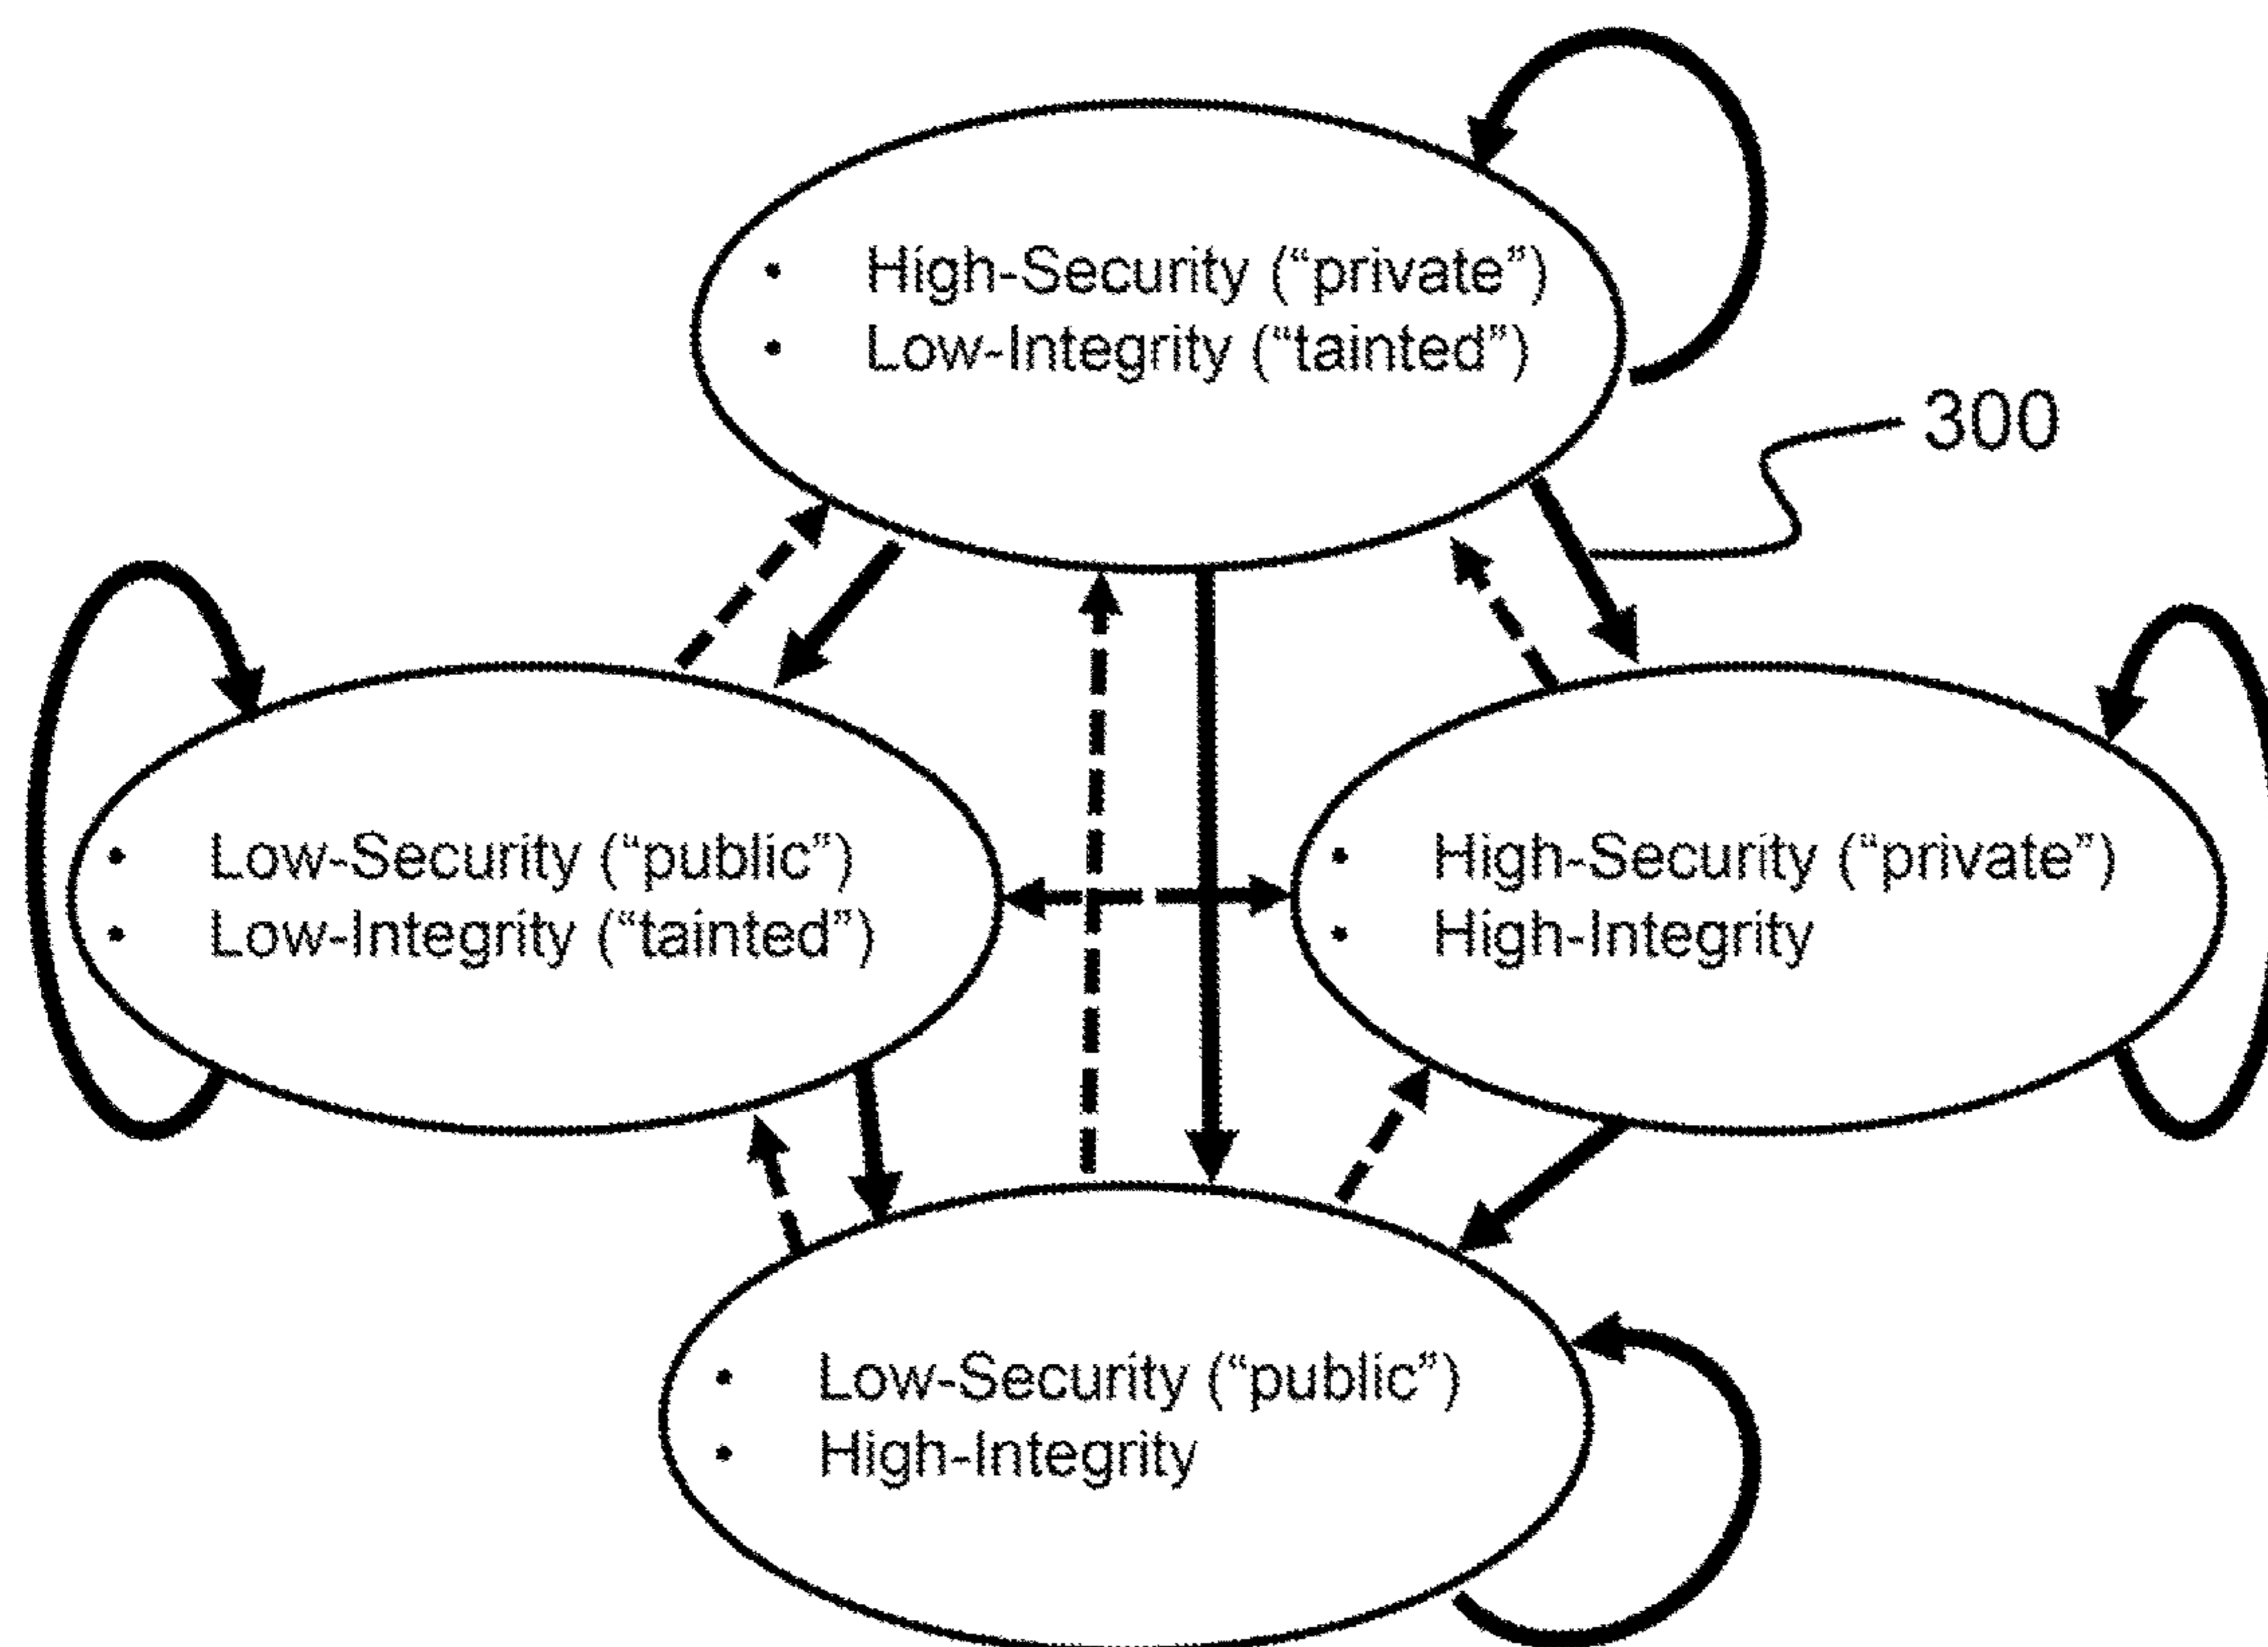 • High-Security (“private”)
• Low-Integrity (“tainted”)
300
• Low-Security (“public”)
• Low-Integrity (“tainted”)
• High-Security (“private”)
• High-Integrity
• Low-Security (“public”)
• High-Integrity